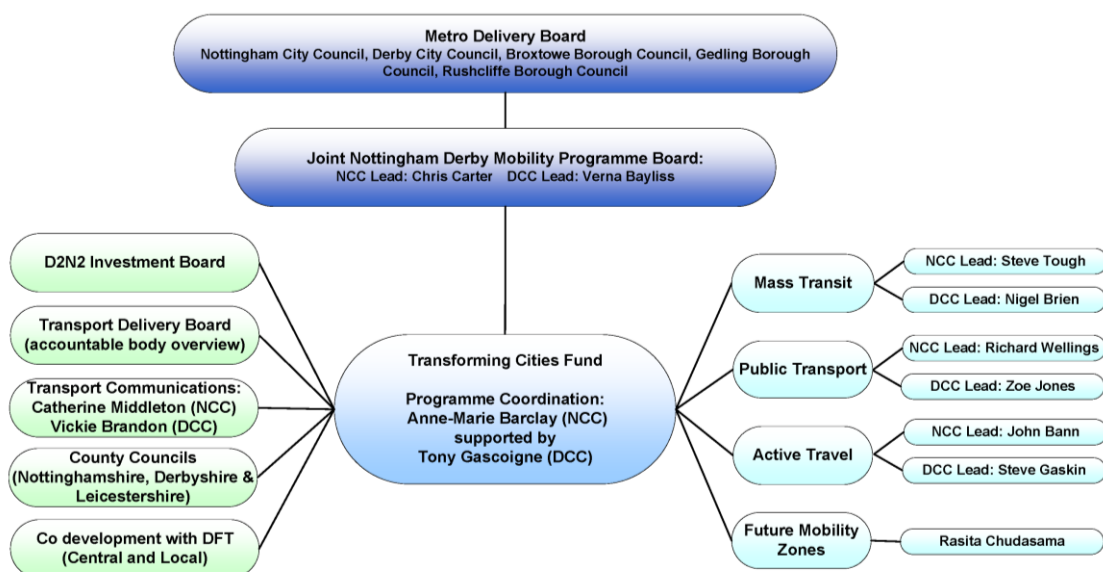 Metro Delivery Board
Nottingham City Council, Derby City Council, Broxtowe Borough Council, Gedling Borough
Council, Rushcliffe Borough Council
Joint Nottingham Derby Mobility Programme Board:
NCC Lead: Chris Carter DCC Lead: Verna Bayliss
D2N2 Investment Board
Transport Delivery Board
(accountable body overview)
Transport Communications:
Catherine Middleton (NCC)
Vickie Brandon (DCC)
County Councils
(Nottinghamshire, Derbyshire &
Leicestershire)
Co development with DFT
(Central and Local)
Transforming Cities Fund
Programme Coordination:
Anne-Marie Barclay (NCC)
supported by
Tony Gascoigne (DCC)
Mass Transit
NCC Lead: Steve Tough
DCC Lead: Nigel Brien
Public Transport
NCC Lead: Richard Wellings
DCC Lead: Zoe Jones
Active Travel
NCC Lead: John Bann
DCC Lead: Steve Gaskin
Future Mobility
Zones
Rasita Chudasama